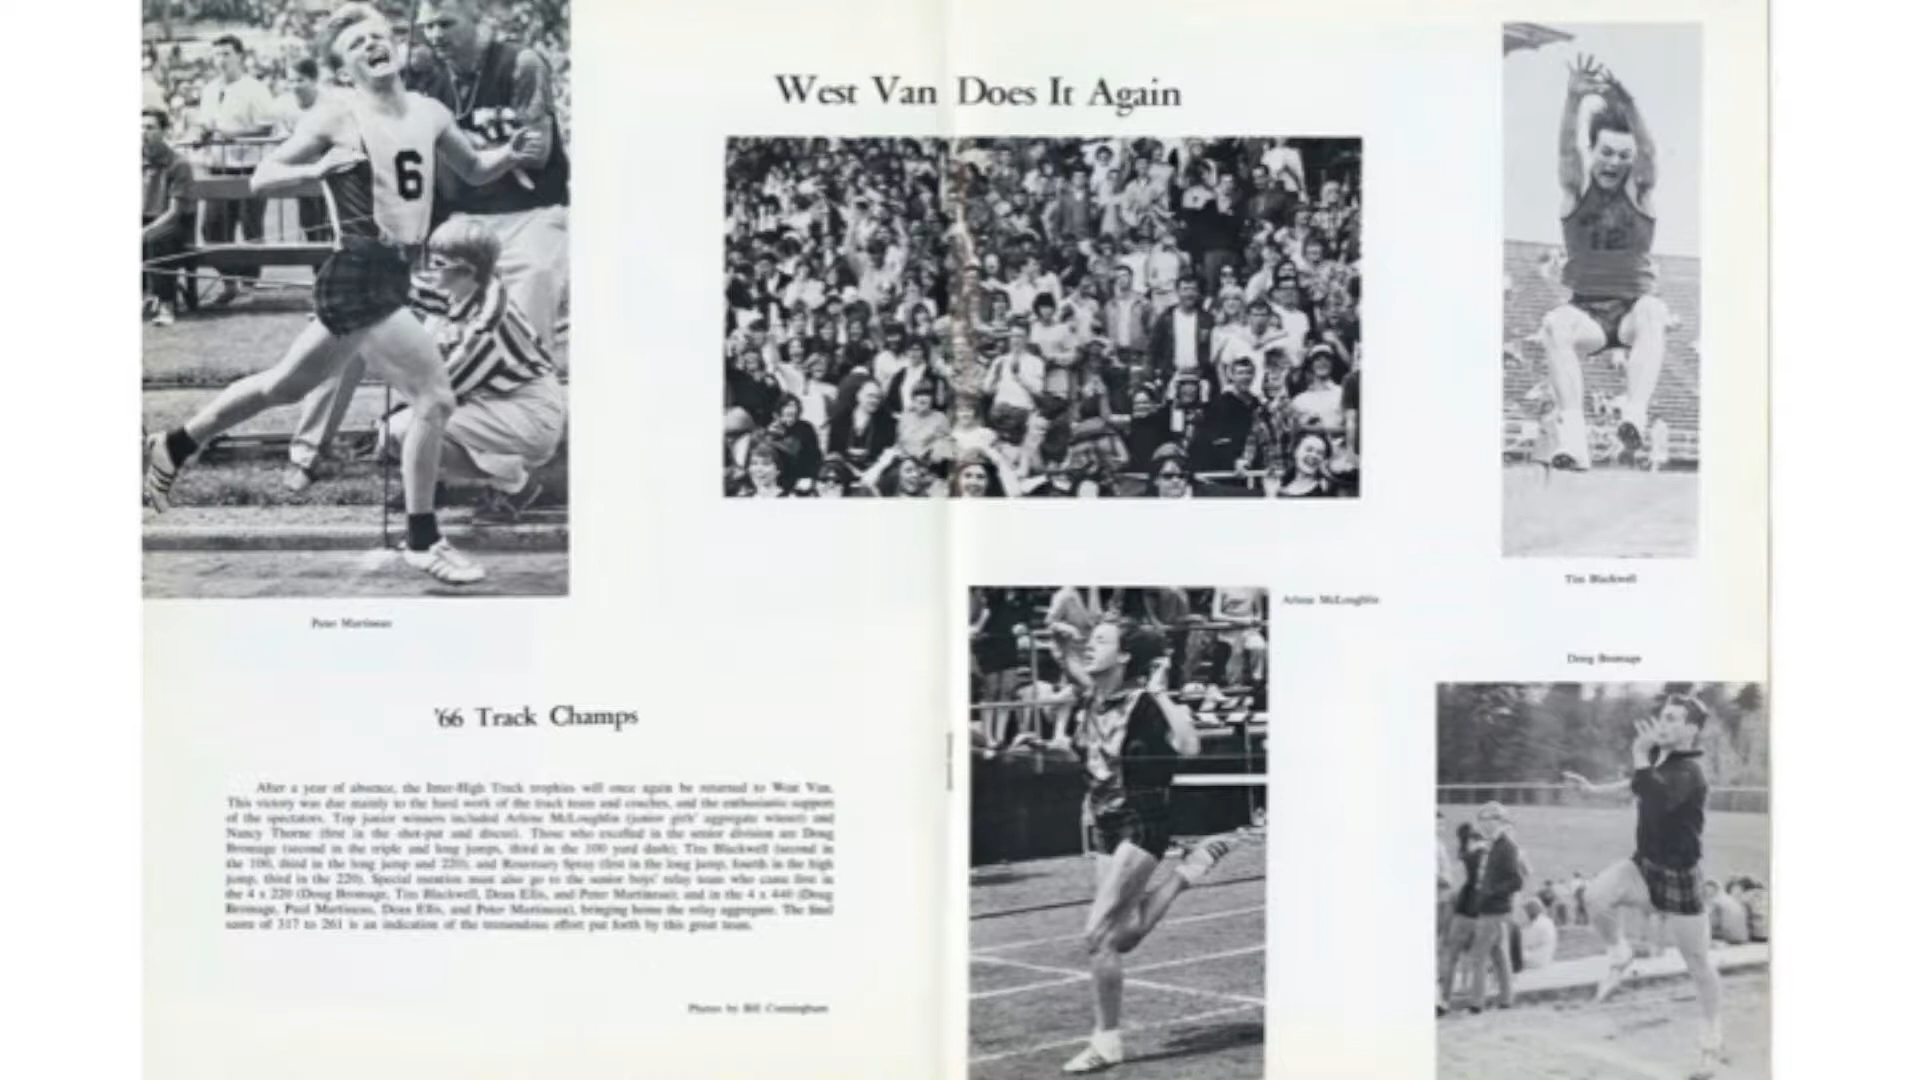 West Van Does It Again
6
12
Tim Blackwell
Arlene McLoughlin
Peter Martineau
Doug Bromage
'66 Track Champs
After a year of absence, the Inter-High Track trophies will once again be returned to West Van.
This victory was due mainly to the hard work of the track team and coaches, and the enthusiastic support
of the spectators. Top junior winners included Arlene McLoughlin (junior girls' aggregate winner) and
Nancy Thorne (first in the shot-put and discus). Those who excelled in the senior division are Doug
Bromage (second in the triple and long jumps, third in the 100 yard dash); Tim Blackwell (second in
the 100, third in the long jump and 220); and Rosemary Spray (first in the long jump, fourth in the high
jump, third in the 220). Special mention must also go to the senior boys' relay team who came first in
the 4 x 220 (Doug Bromage, Tim Blackwell, Dean Ellis, and Peter Martineau); and in the 4 x 440 (Doug
Bromage, Paul Martineau, Dean Ellis, and Peter Martineau), bringing home the relay aggregate. The final
score of 317 to 261 is an indication of the tremendous effort put forth by this great team.
Photos by Bill Cunningham